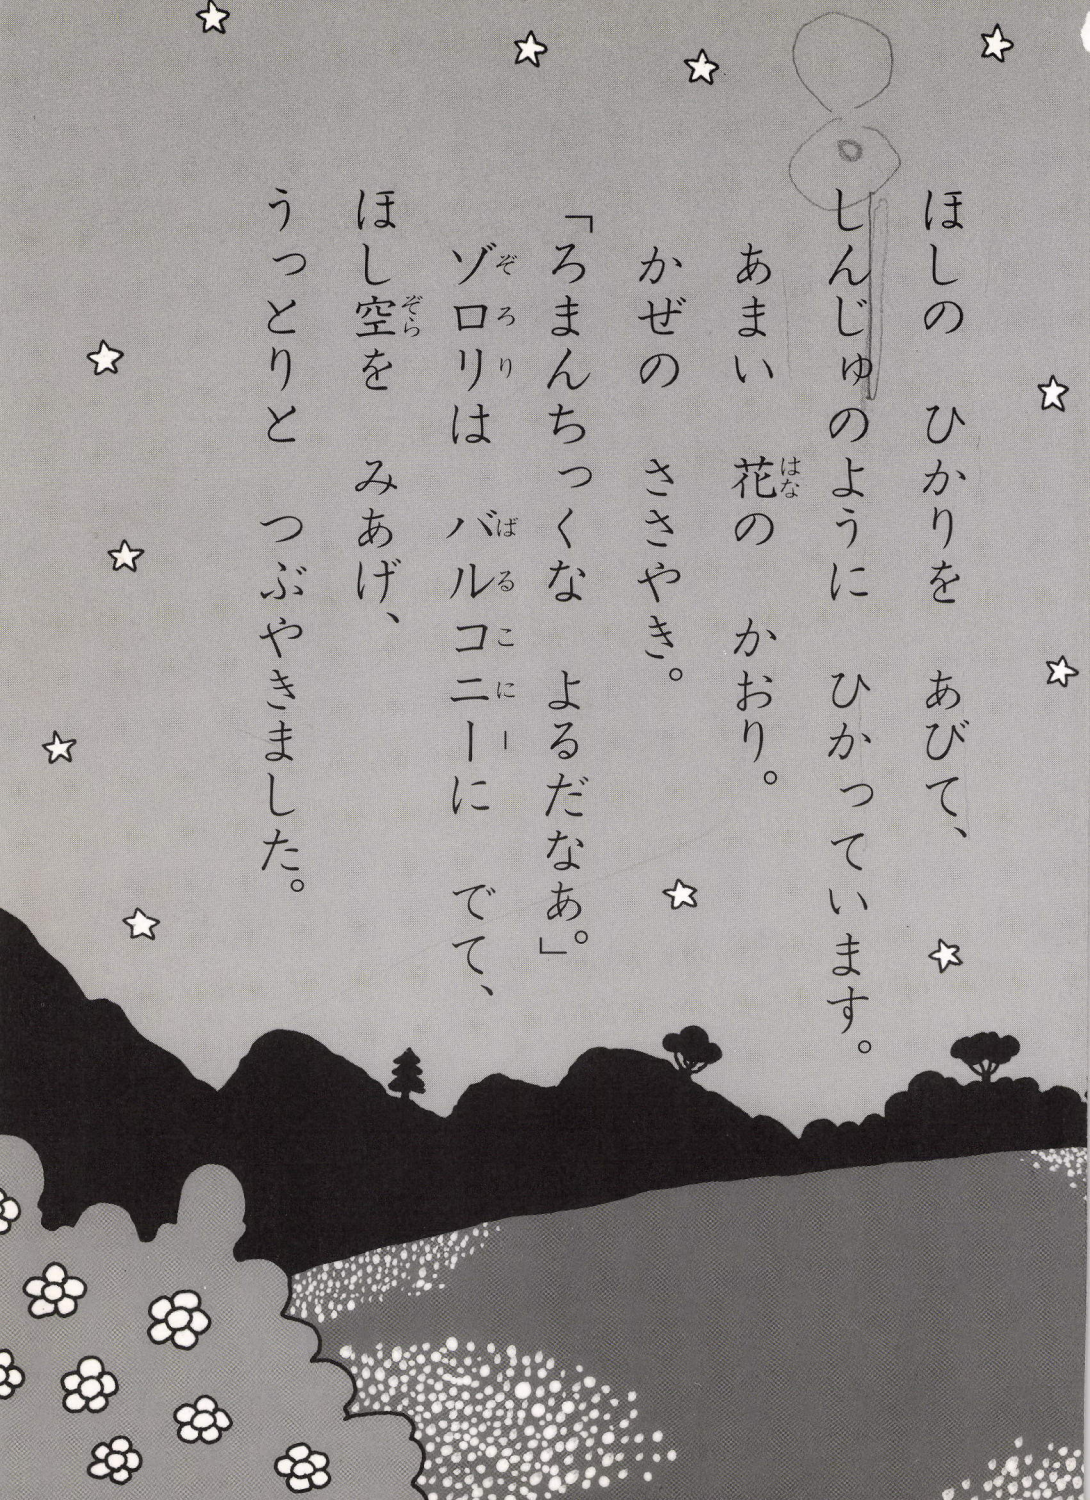 ほしの　ひかりを　あびて、
しんじゅのように　ひかっています。
あまい　花の　かおり。
かぜの　ささやき。
「ろまんちっくな　よるだなあ。」
ゾロリは　バルコニーに　でて、
ほし空を　みあげ、
うっとりと　つぶやきました。